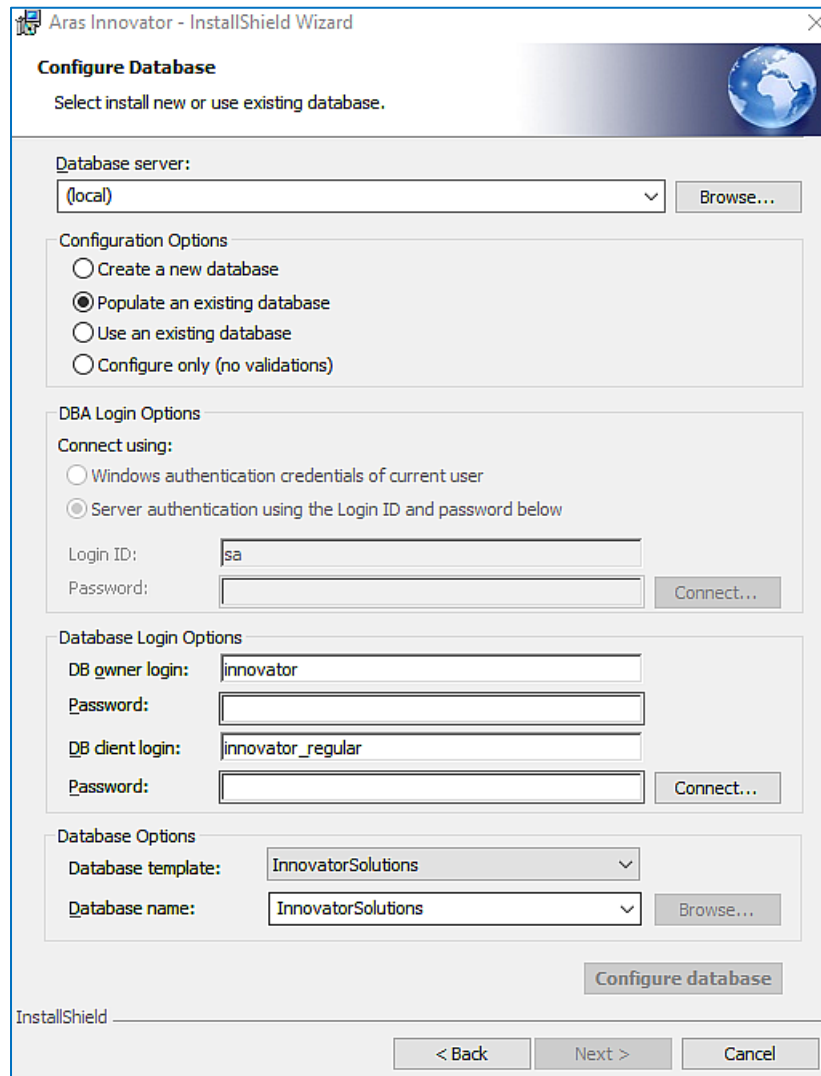 Aras Innovator - InstallShield Wizard
Configure Database
Select install new or use existing database.
Database server:
(local)
Browse...
Configuration Options
Create a new database
Populate an existing database
Use an existing database
Configure only (no validations)
DBA Login Options
Connect using:
Windows authentication credentials of current user
Server authentication using the Login ID and password below
Login ID:
sa
Password:
Connect...
Database Login Options
DB owner login:
innovator
Password:
DB client login:
innovator_regular
Password:
Connect...
Database Options
Database template:
InnovatorSolutions
Database name:
InnovatorSolutions
Browse...
Configure database
InstallShield
< Back
Next >
Cancel